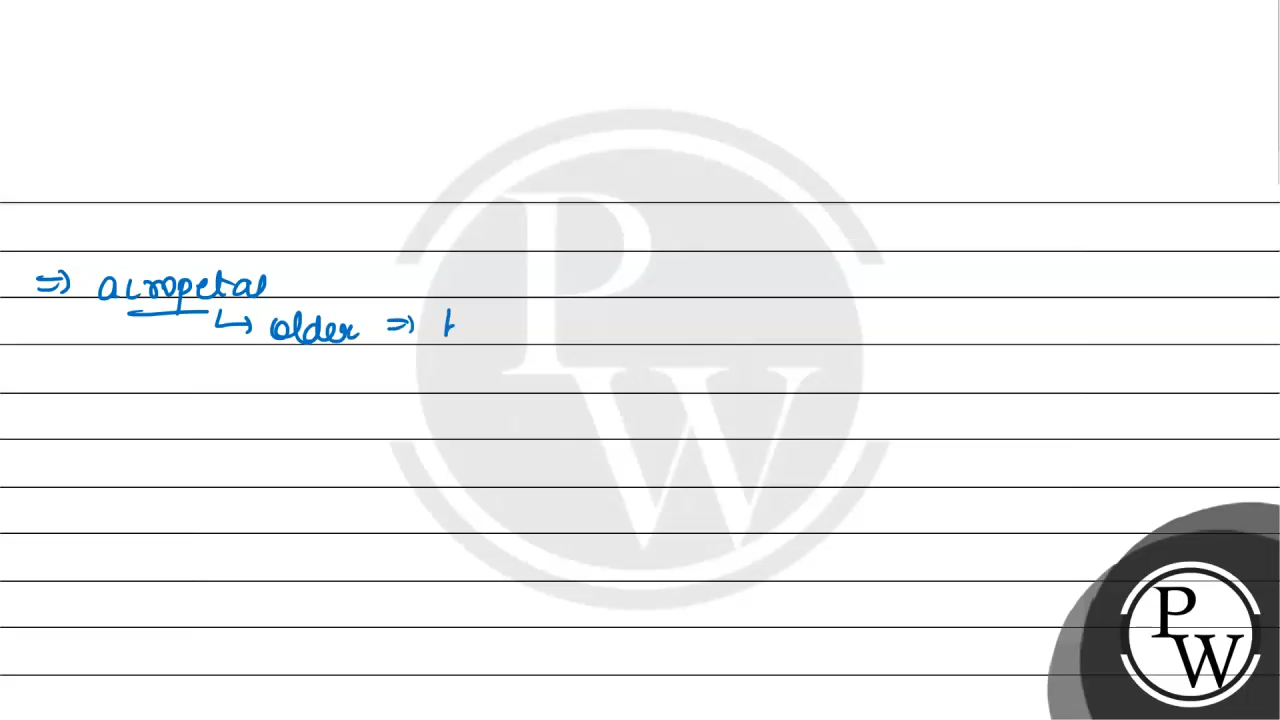 ⇒ acropetal
↳ older ⇒
P
W
P
W